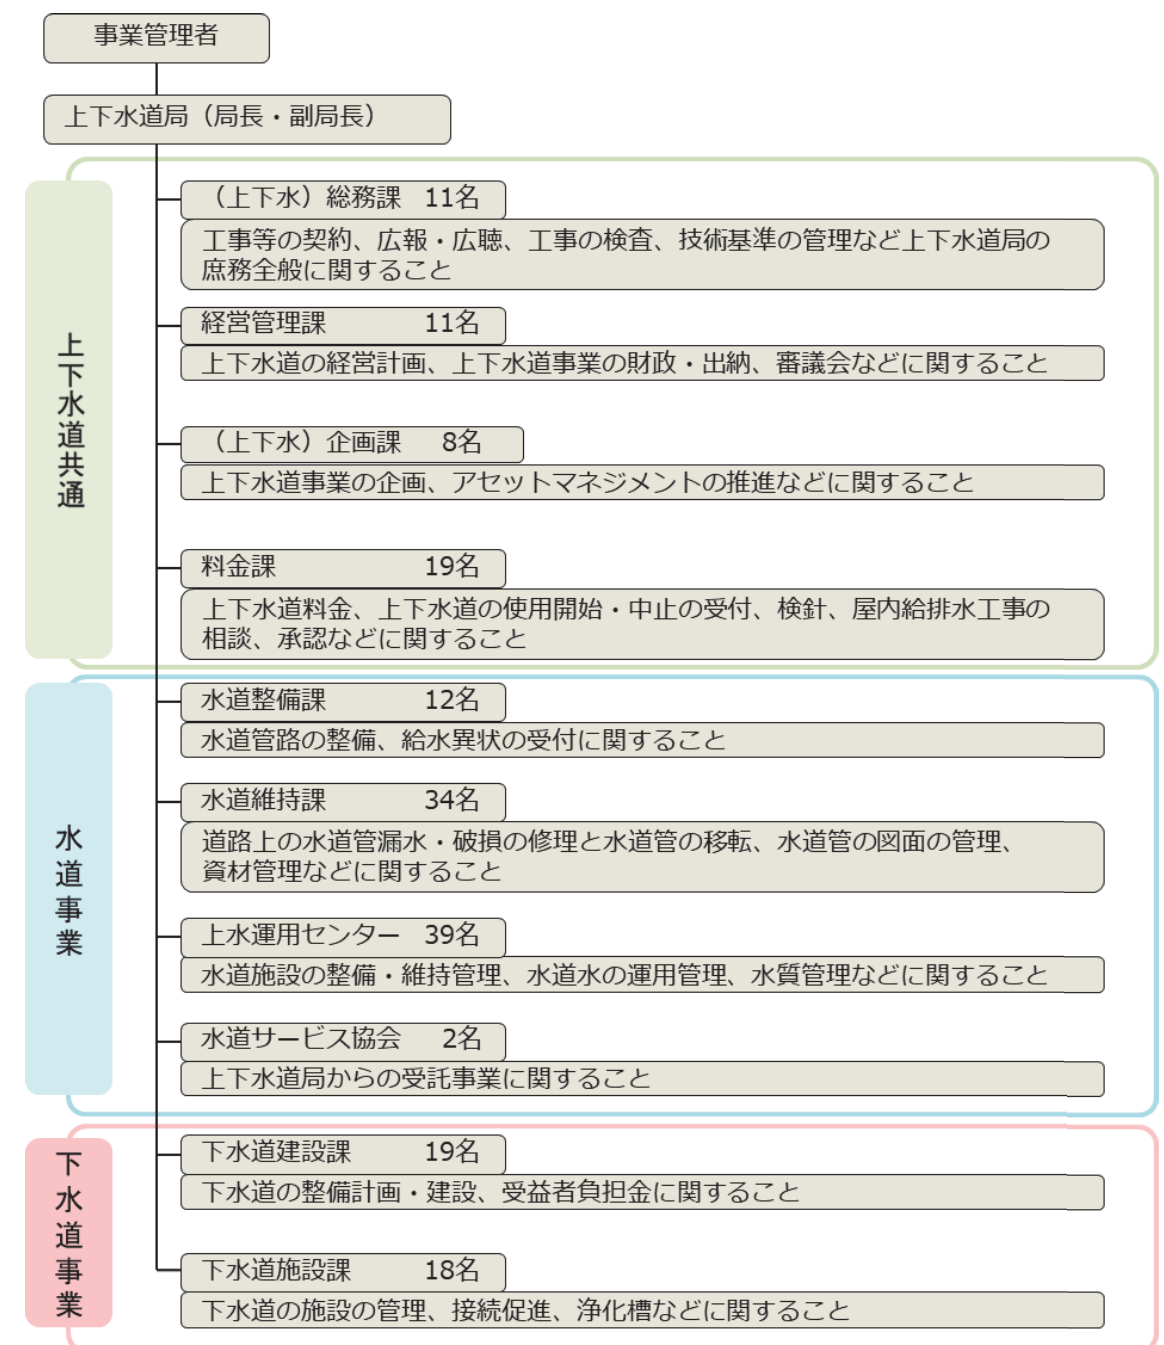 事業管理者
上下水道局（局長・副局長）
上下水道共通
（上下水）総務課 11名
工事等の契約、広報・広聴、工事の検査、技術基準の管理など上下水道局の
庶務全般に関すること
経営管理課 11名
上下水道の経営計画、上下水道事業の財政・出納、審議会などに関すること
（上下水）企画課 8名
上下水道事業の企画、アセットマネジメントの推進などに関すること
料金課 19名
上下水道料金、上下水道の使用開始・中止の受付、検針、屋内給排水工事の
相談、承認などに関すること
水道事業
水道整備課 12名
水道管路の整備、給水異状の受付に関すること
水道維持課 34名
道路上の水道管漏水・破損の修理と水道管の移転、水道管の図面の管理、
資材管理などに関すること
上水運用センター 39名
水道施設の整備・維持管理、水道水の運用管理、水質管理などに関すること
水道サービス協会 2名
上下水道局からの受託事業に関すること
下水道事業
下水道建設課 19名
下水道の整備計画・建設、受益者負担金に関すること
下水道施設課 18名
下水道の施設の管理、接続促進、浄化槽などに関すること